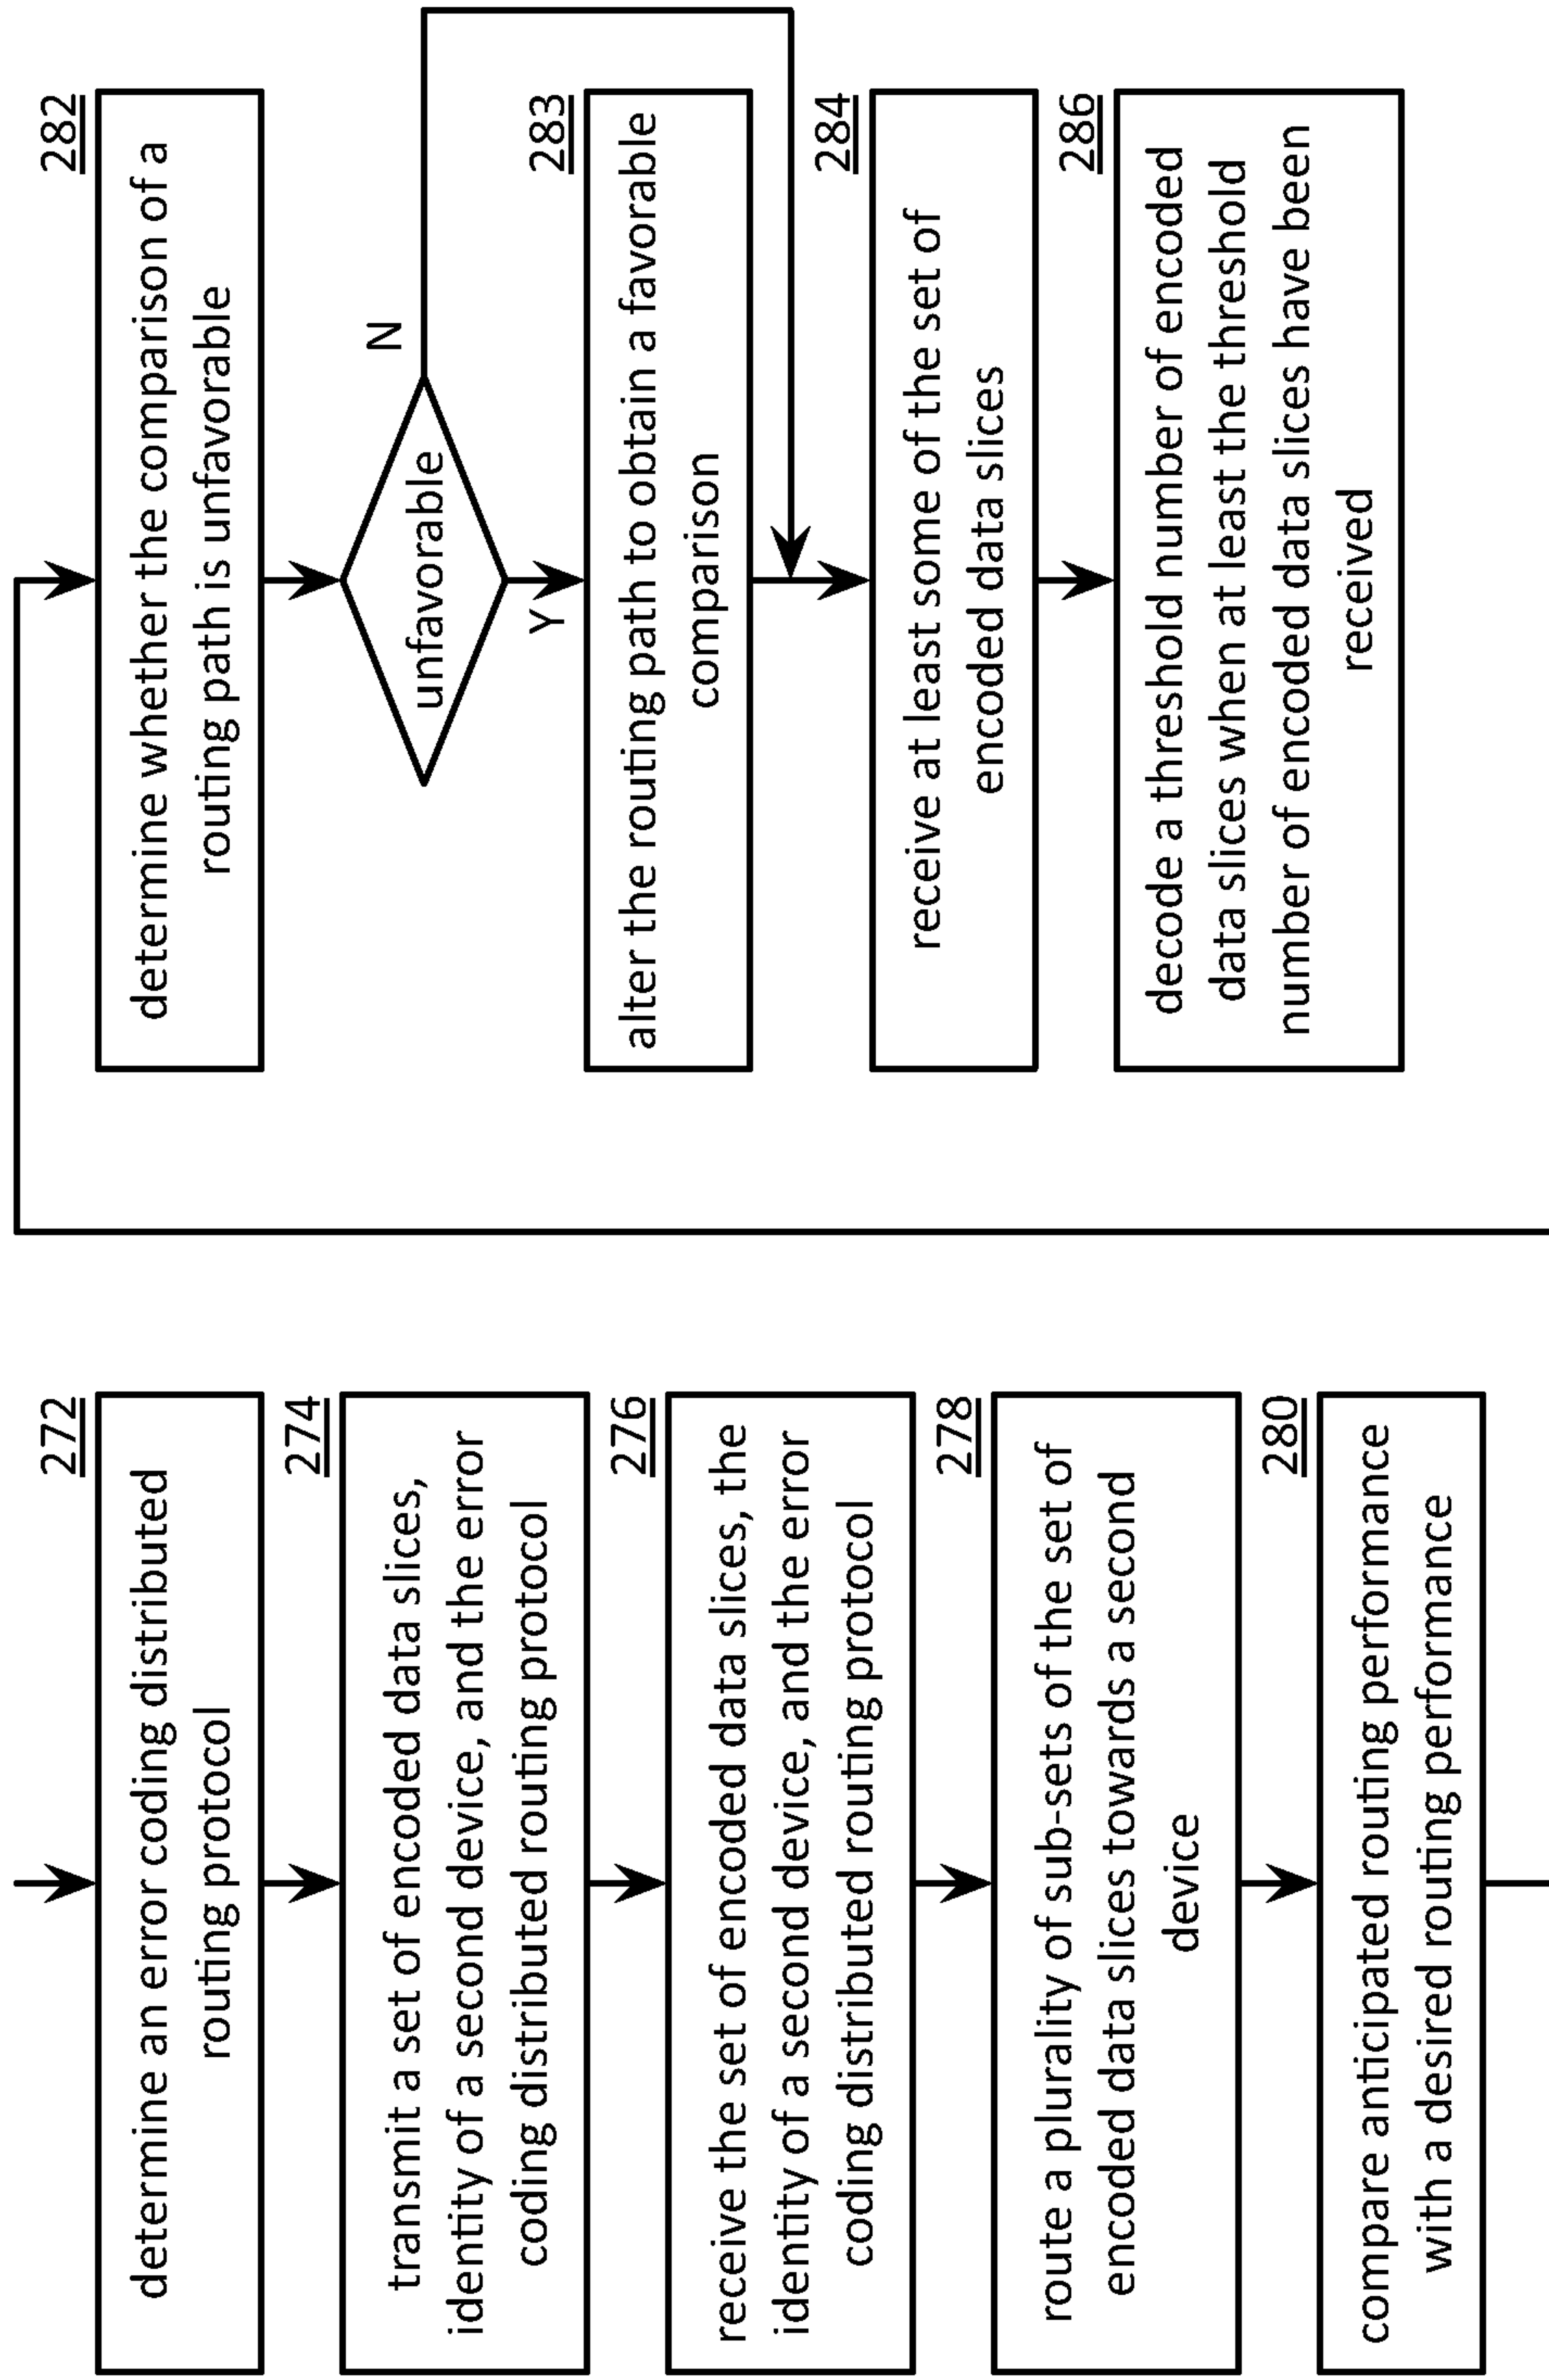 272
determine an error coding distributed
routing protocol
274
transmit a set of encoded data slices,
identity of a second device, and the error
coding distributed routing protocol
276
receive the set of encoded data slices, the
identity of a second device, and the error
coding distributed routing protocol
278
route a plurality of sub-sets of the set of
encoded data slices towards a second
device
280
compare anticipated routing performance
with a desired routing performance
282
determine whether the comparison of a
routing path is unfavorable
unfavorable
N
Y
283
alter the routing path to obtain a favorable
comparison
284
receive at least some of the set of
encoded data slices
286
decode a threshold number of encoded
data slices when at least the threshold
number of encoded data slices have been
received